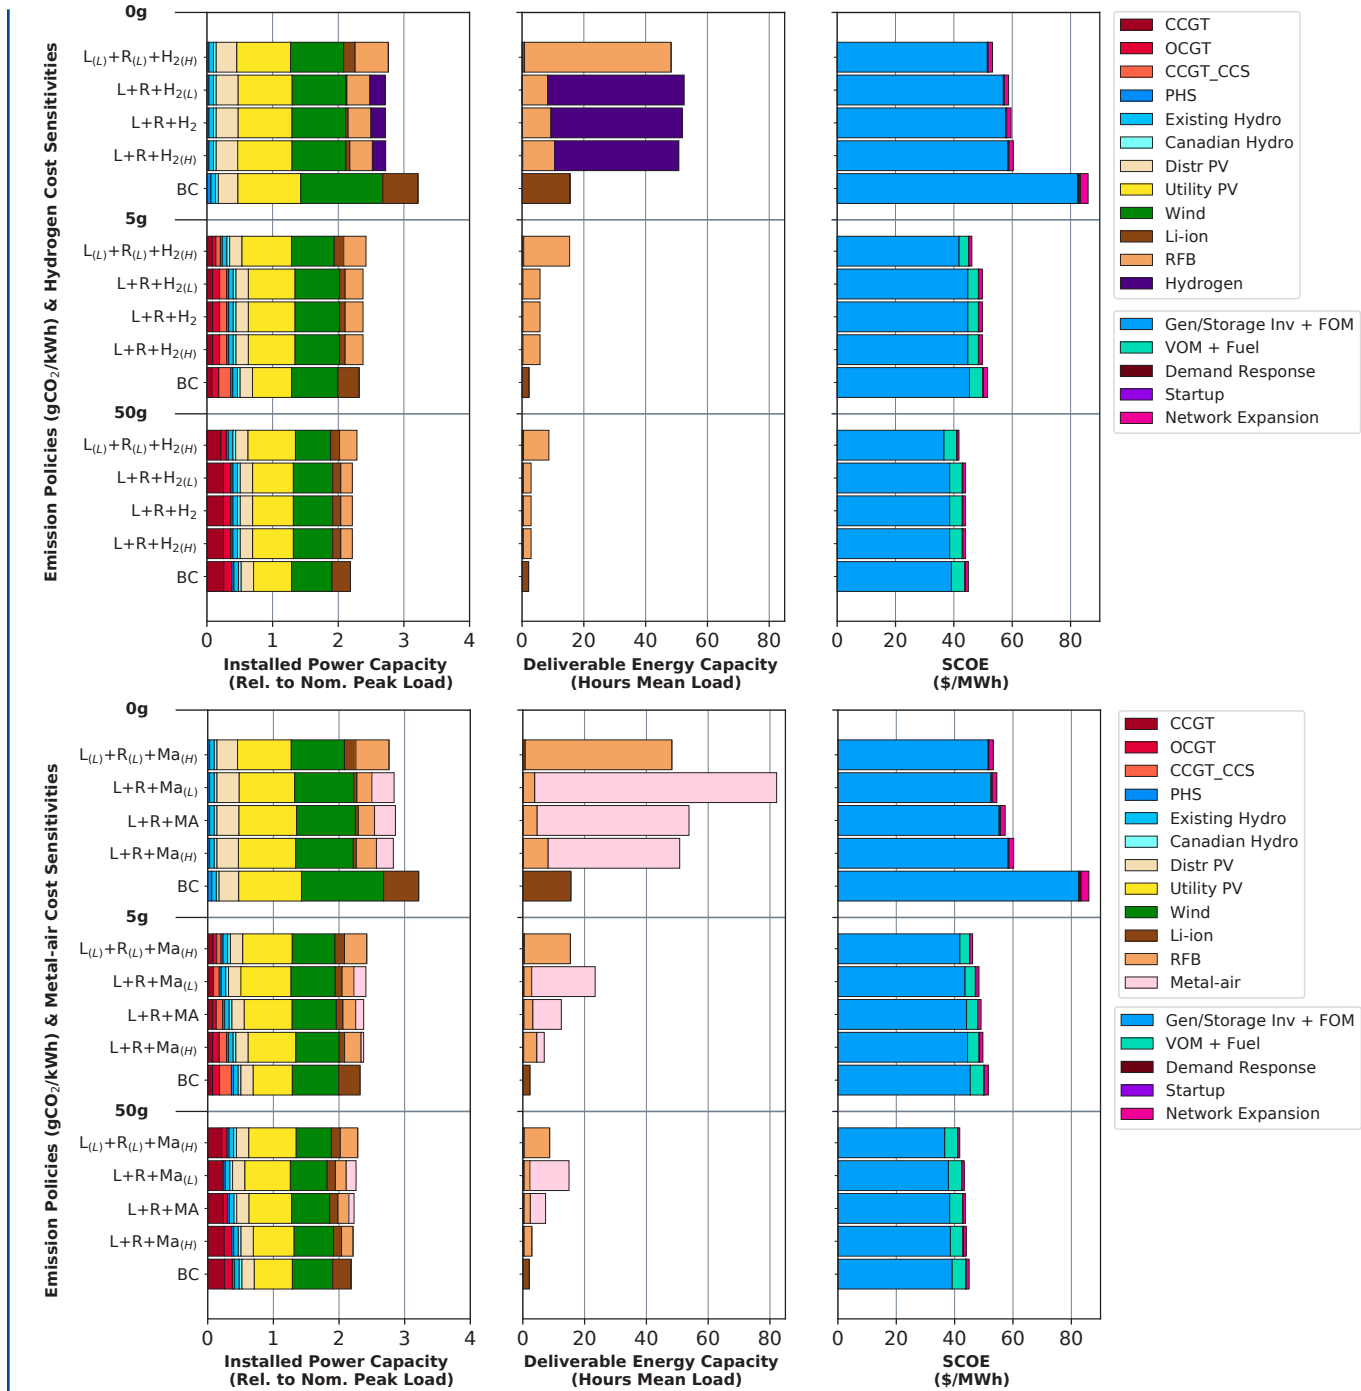 Emission Policies (gCO₂/kWh) & Hydrogen Cost Sensitivities
0g
L(L)+R(L)+H2(H)
L+R+H2(L)
L+R+H2
L+R+H2(H)
BC
5g
L(L)+R(L)+H2(H)
L+R+H2(L)
L+R+H2
L+R+H2(H)
BC
50g
L(L)+R(L)+H2(H)
L+R+H2(L)
L+R+H2
L+R+H2(H)
BC
0 1 2 3 4
Installed Power Capacity
(Rel. to Nom. Peak Load)
0 20 40 60 80
Deliverable Energy Capacity
(Hours Mean Load)
0 20 40 60 80
SCOE
($/MWh)
CCGT
OCGT
CCGT_CCS
PHS
Existing Hydro
Canadian Hydro
Distr PV
Utility PV
Wind
Li-ion
RFB
Hydrogen
Gen/Storage Inv + FOM
VOM + Fuel
Demand Response
Startup
Network Expansion
Emission Policies (gCO₂/kWh) & Metal-air Cost Sensitivities
0g
L(L)+R(L)+Ma(H)
L+R+Ma(L)
L+R+MA
L+R+Ma(H)
BC
5g
L(L)+R(L)+Ma(H)
L+R+Ma(L)
L+R+MA
L+R+Ma(H)
BC
50g
L(L)+R(L)+Ma(H)
L+R+Ma(L)
L+R+MA
L+R+Ma(H)
BC
0 1 2 3 4
Installed Power Capacity
(Rel. to Nom. Peak Load)
0 20 40 60 80
Deliverable Energy Capacity
(Hours Mean Load)
0 20 40 60 80
SCOE
($/MWh)
CCGT
OCGT
CCGT_CCS
PHS
Existing Hydro
Canadian Hydro
Distr PV
Utility PV
Wind
Li-ion
RFB
Metal-air
Gen/Storage Inv + FOM
VOM + Fuel
Demand Response
Startup
Network Expansion